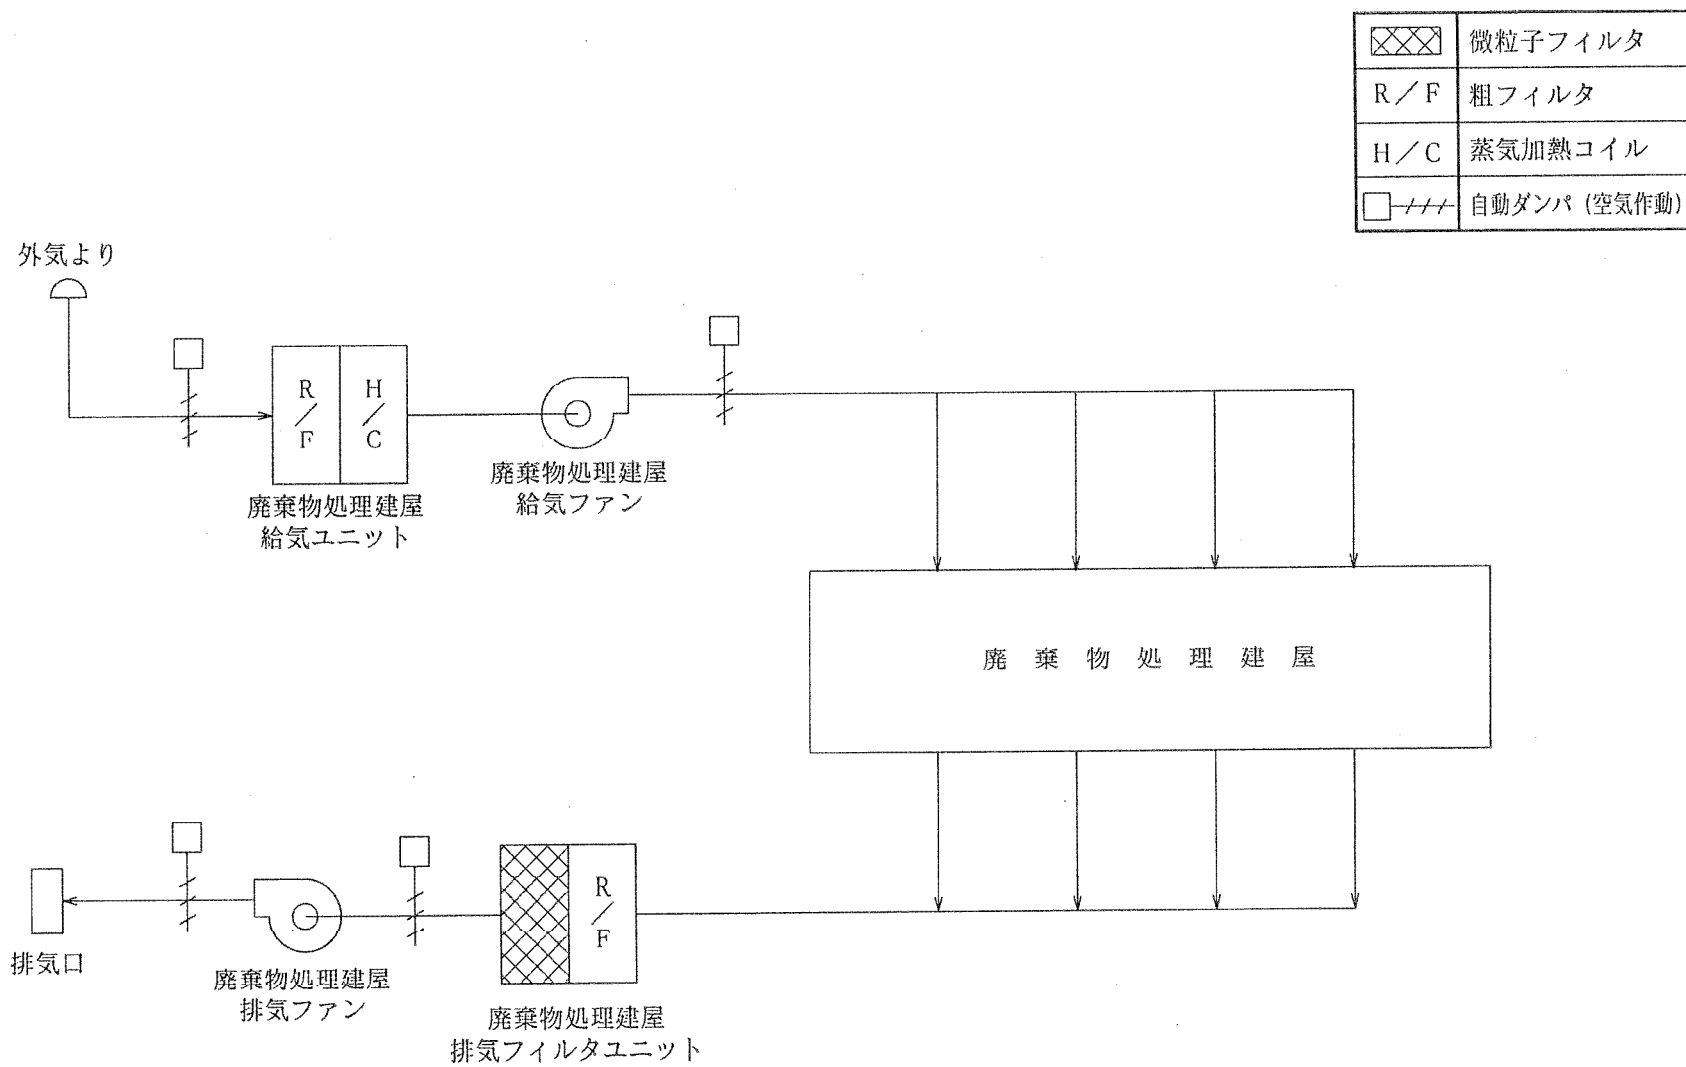 微粒子フィルタ
R／F 粗フィルタ
H／C 蒸気加熱コイル
自動ダンパ (空気作動)
外気より
R／F
H／C
廃棄物処理建屋
給気ユニット
廃棄物処理建屋
給気ファン
廃棄物処理建屋
R／F
排気口
廃棄物処理建屋
排気ファン
廃棄物処理建屋
排気フィルタユニット